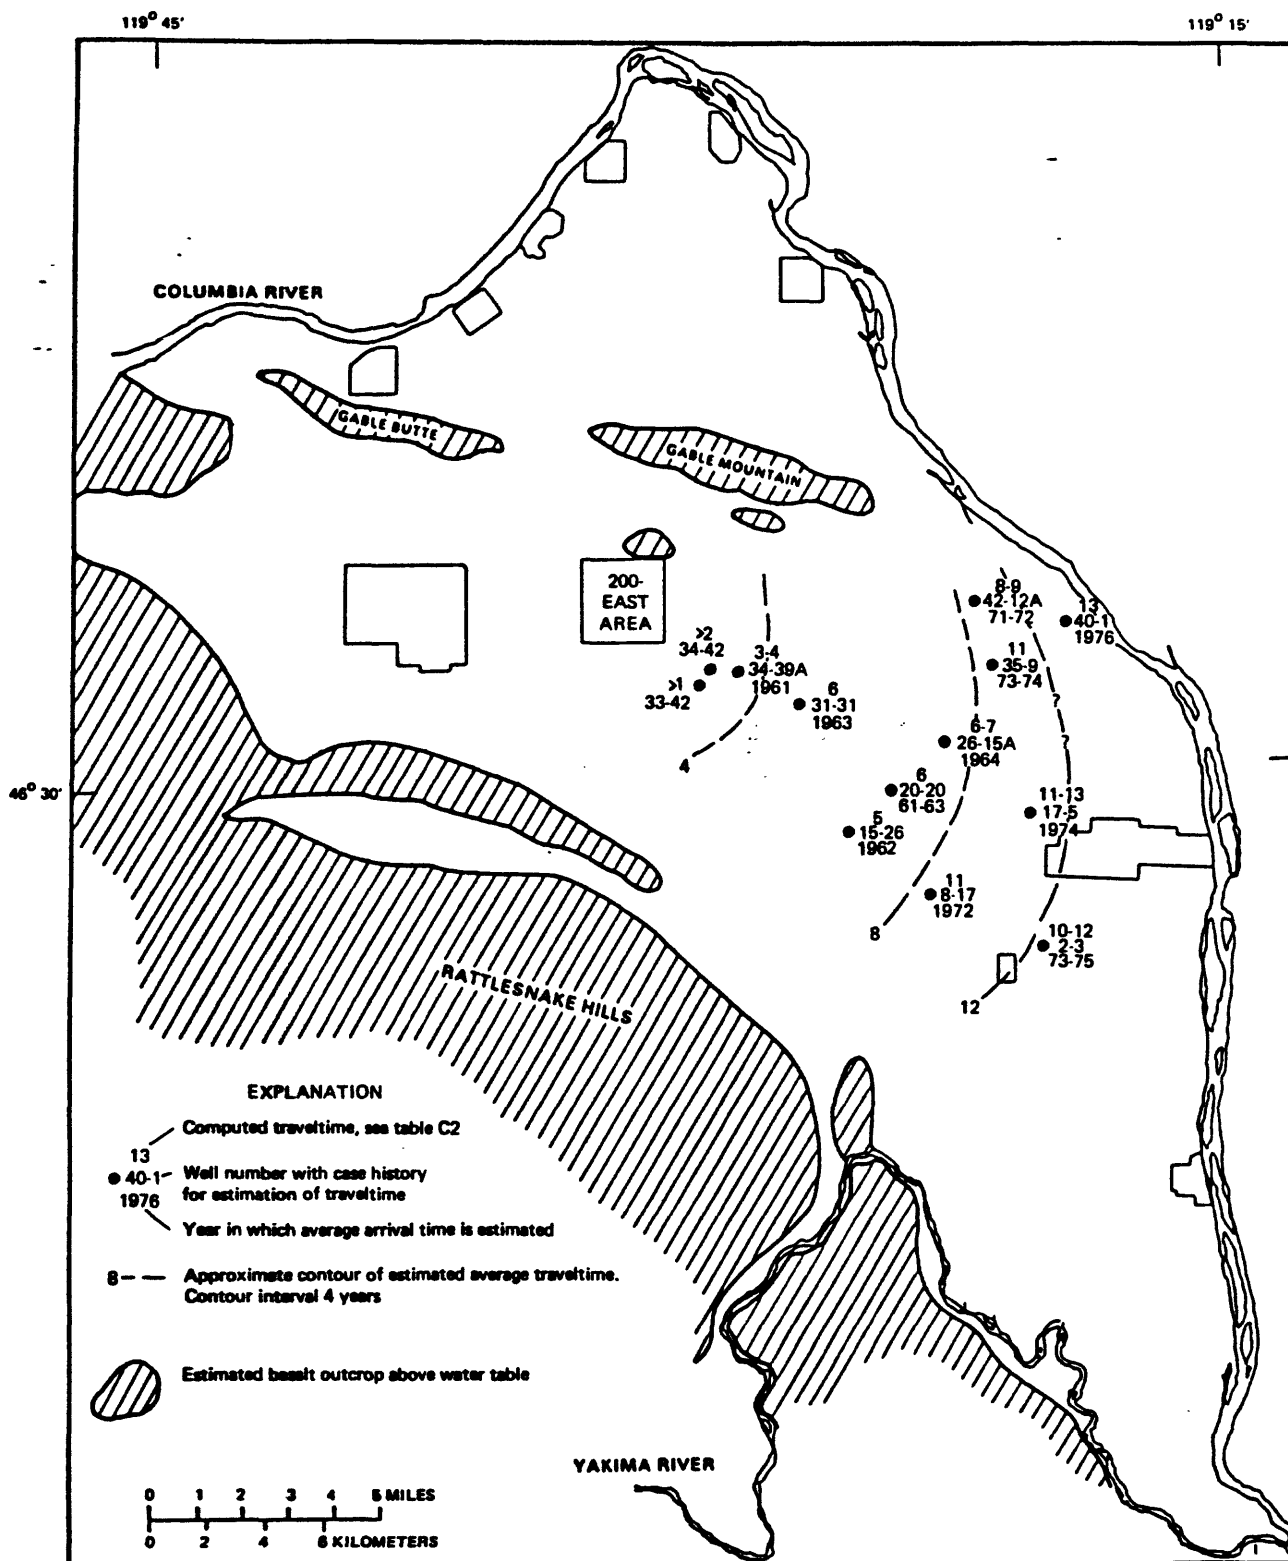 119° 45'
119° 15'
COLUMBIA RIVER
GABLE BUTTE
GABLE MOUNTAIN
200-
EAST
AREA
>2
34-42
>1
33-42
3-4
34-39A
1961
6
31-31
1963
8-9
42-12A
71-72
13
40-1
1976
11
35-9
73-74
?
?
6-7
26-15A
1964
6
20-20
61-63
5
15-26
1962
11-13
17-5
1974
11
8-17
1972
10-12
2-3
73-75
4
8
12
46° 30'
RATTLESNAKE HILLS
EXPLANATION
Computed traveltime, see table C2
13
40-1
1976
Well number with case history
for estimation of traveltime
Year in which average arrival time is estimated
8
Approximate contour of estimated average traveltime.
Contour interval 4 years
Estimated basalt outcrop above water table
YAKIMA RIVER
0 1 2 3 4 5 MILES
0 2 4 6 KILOMETERS